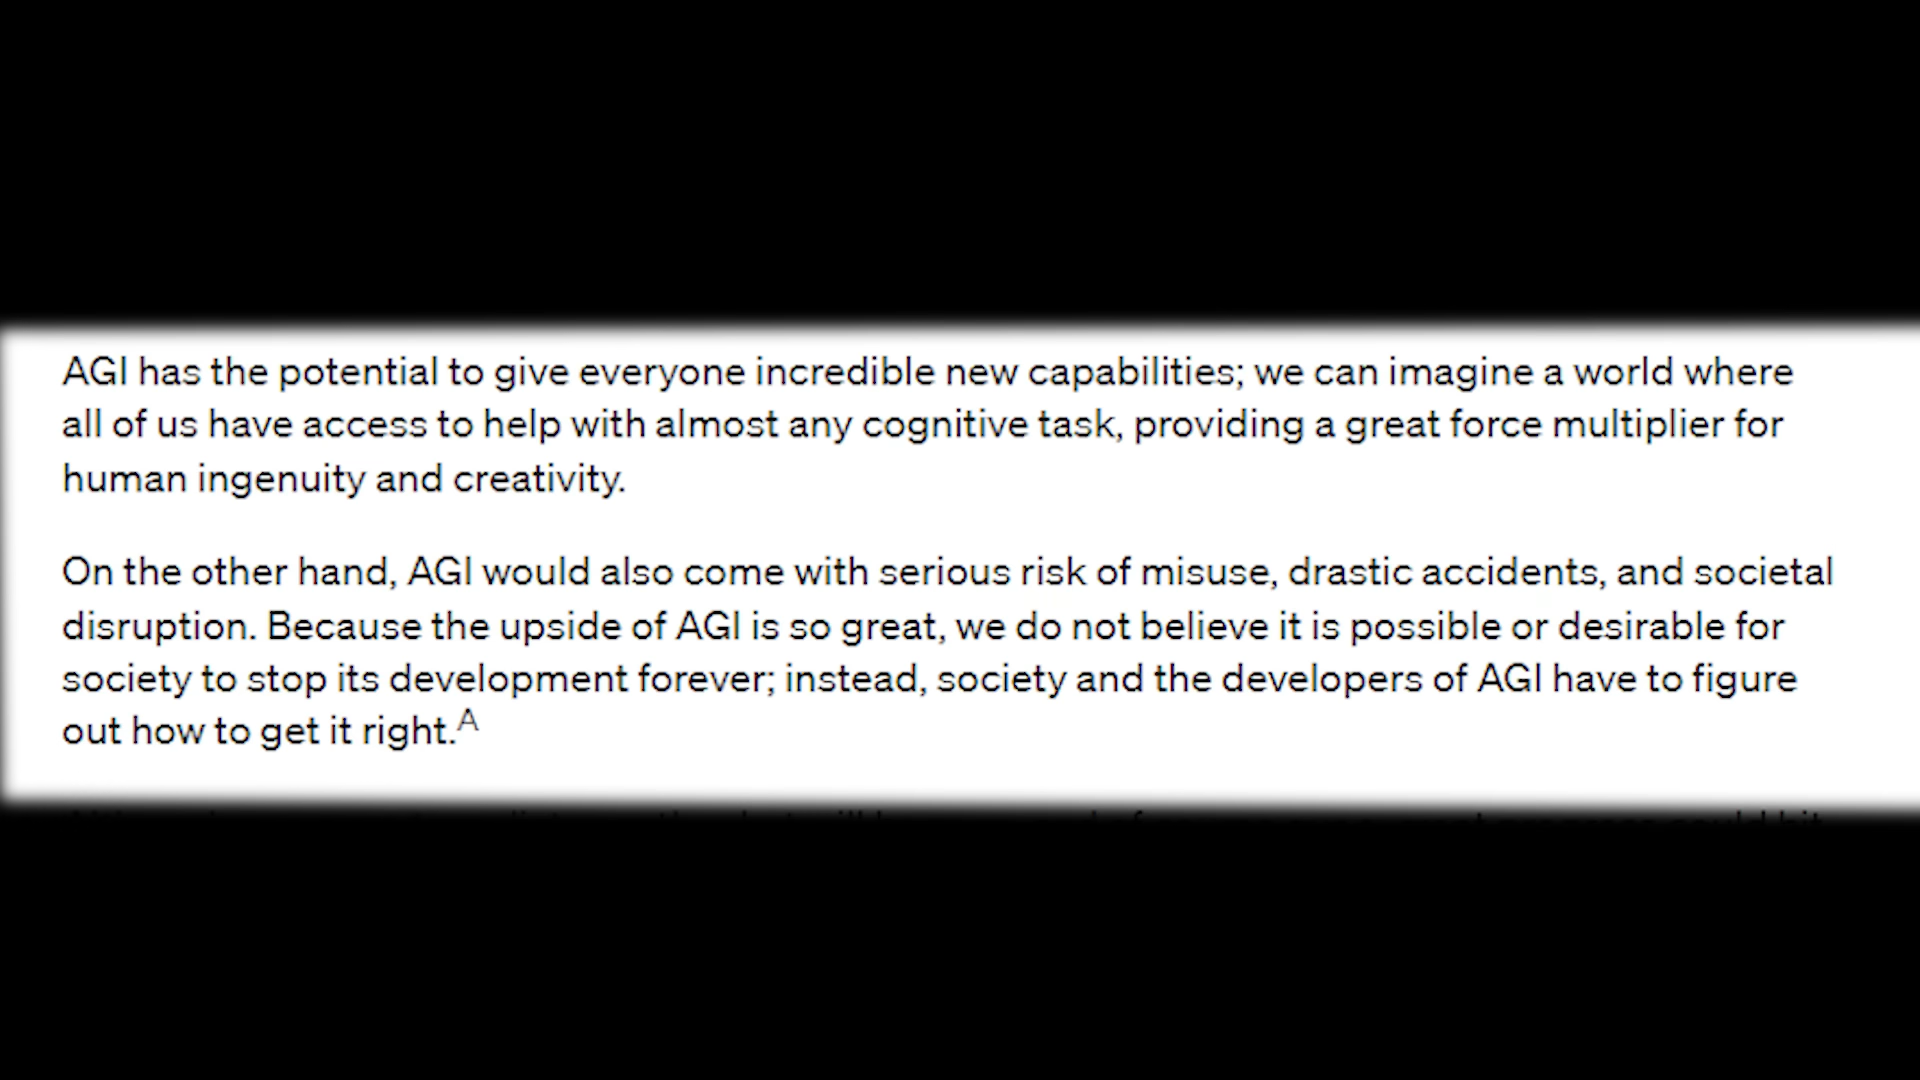 AGI has the potential to give everyone incredible new capabilities; we can imagine a world where
all of us have access to help with almost any cognitive task, providing a great force multiplier for
human ingenuity and creativity.
On the other hand, AGI would also come with serious risk of misuse, drastic accidents, and societal
disruption. Because the upside of AGI is so great, we do not believe it is possible or desirable for
society to stop its development forever; instead, society and the developers of AGI have to figure
out how to get it right.A